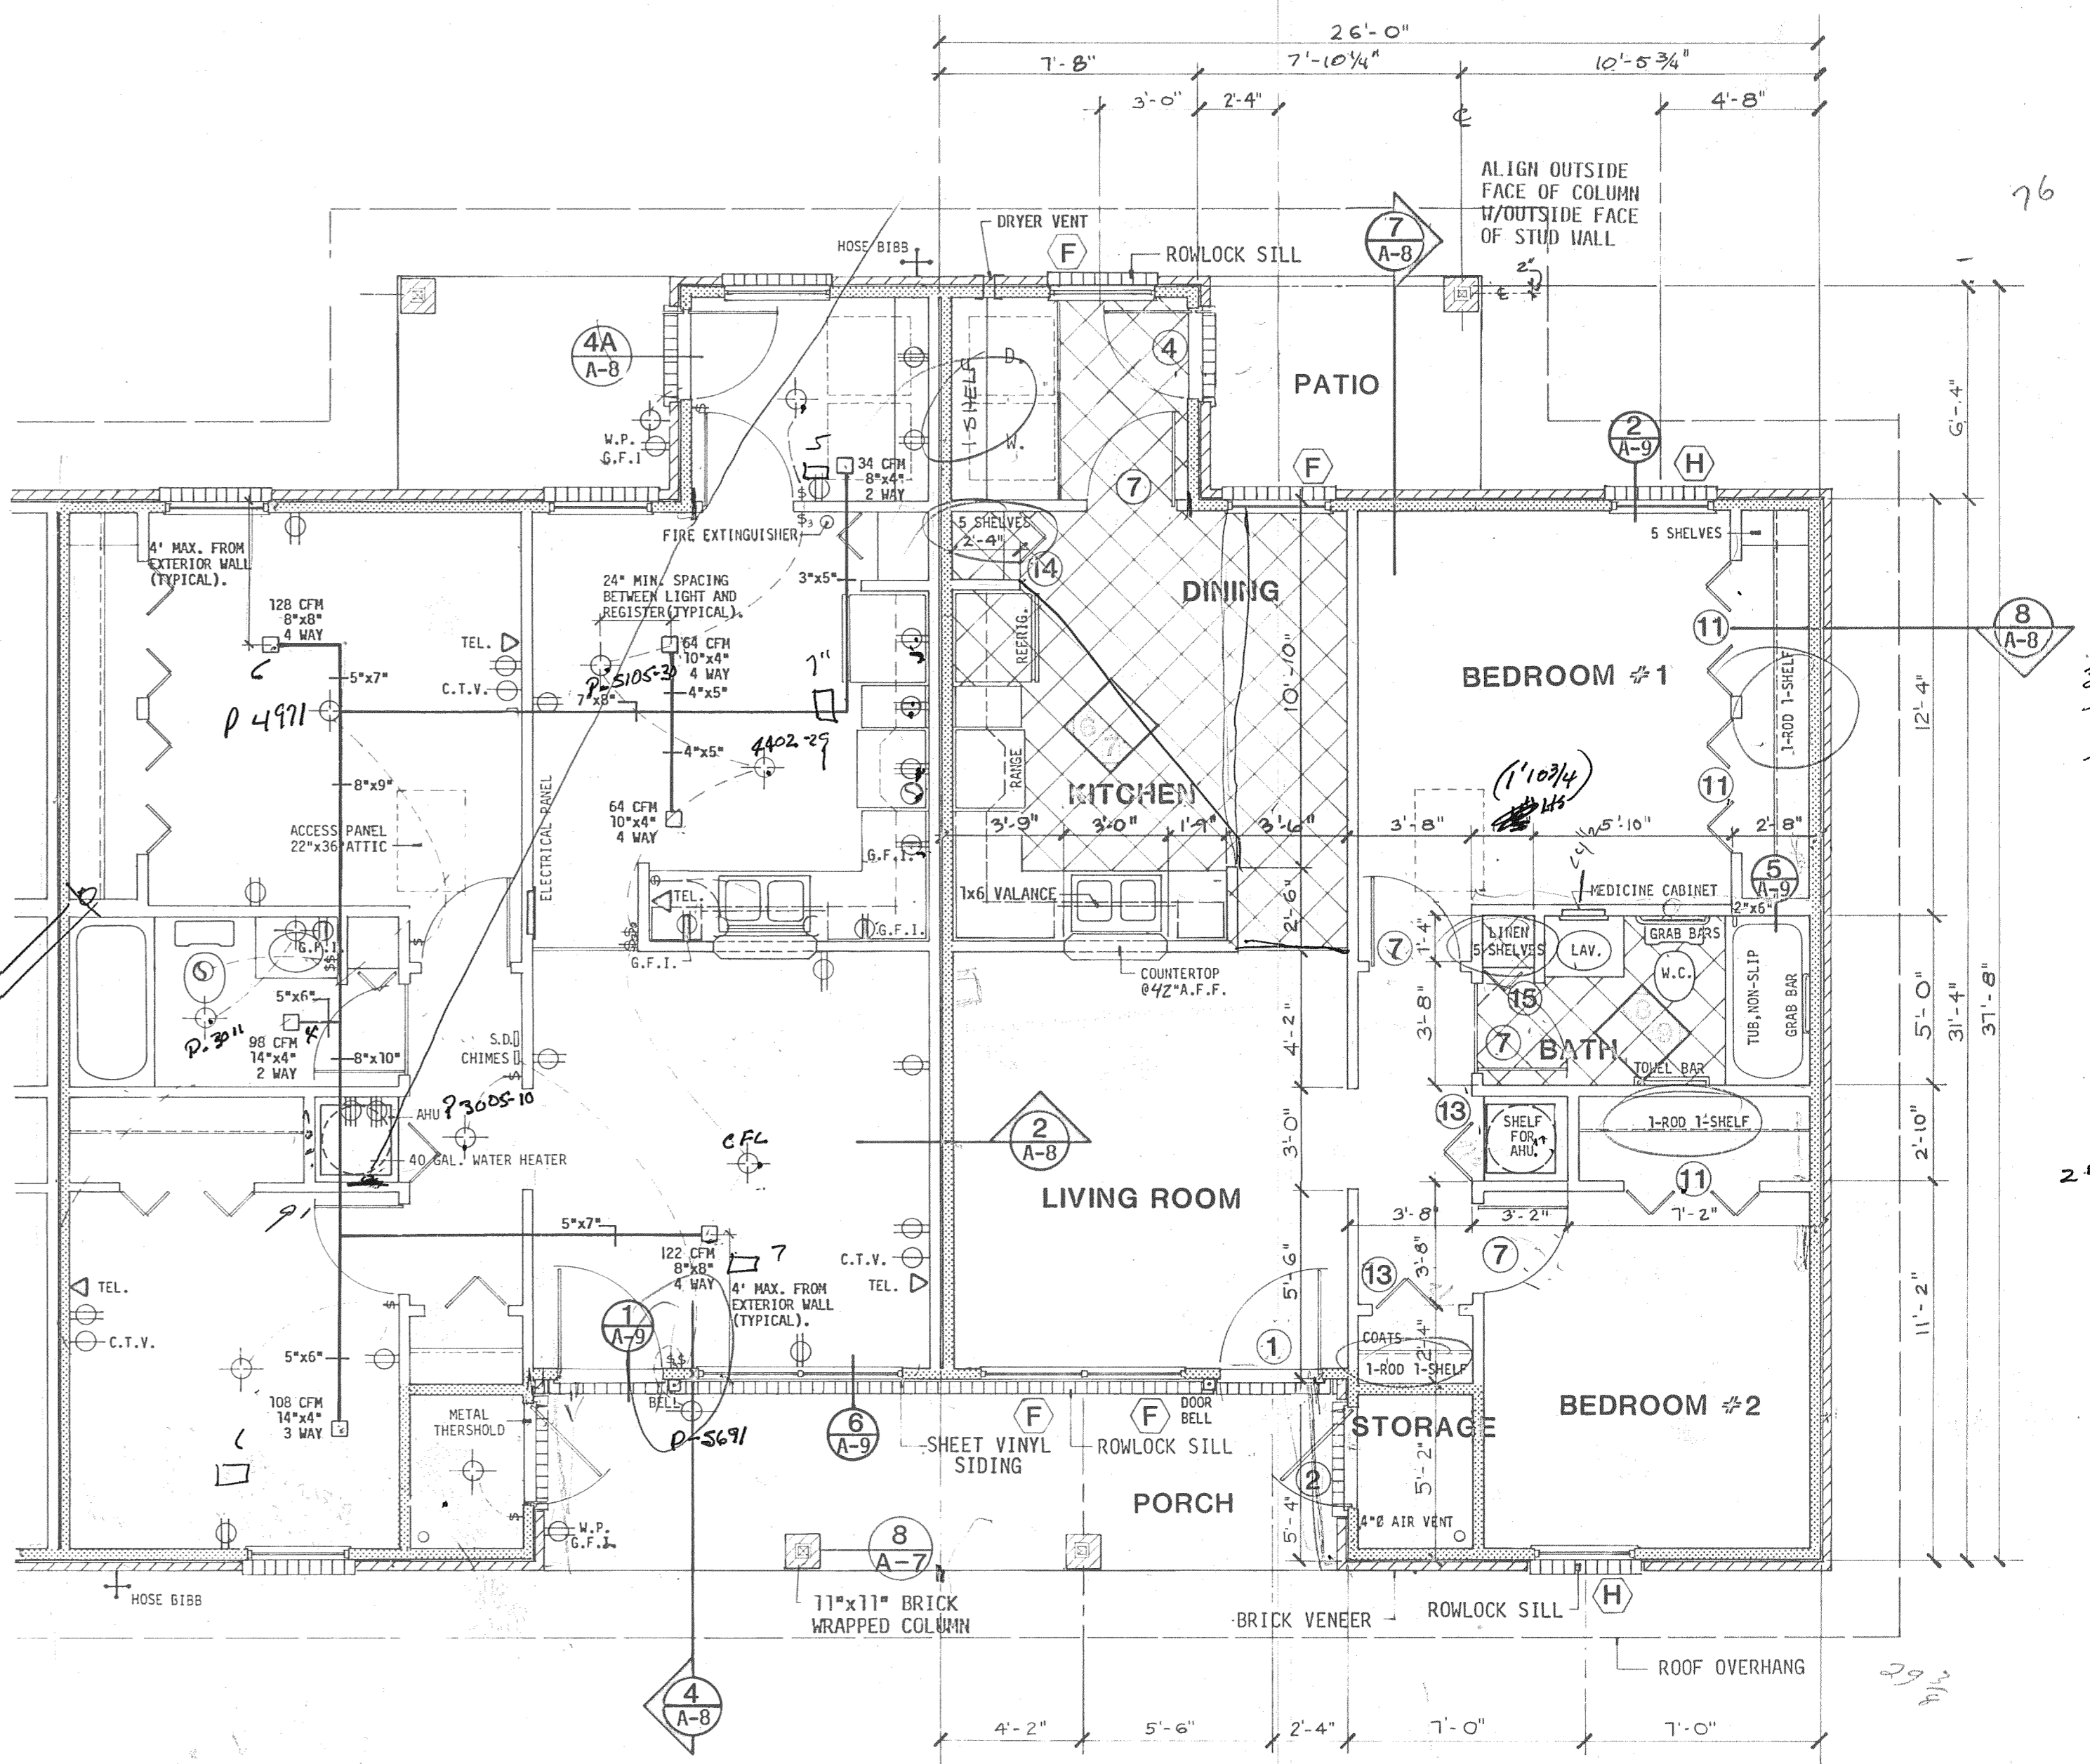 26'-0"
7'-8"
7'-10 1/4"
10'-5 3/4"
3'-0"
2'-4"
4'-8"
76
ALIGN OUTSIDE
FACE OF COLUMN
W/OUTSIDE FACE
OF STUD WALL
7
A-8
HOSE BIBB
DRYER VENT
F
ROWLOCK SILL
2"
4A
A-8
D.
1 SHELF
W.
4
PATIO
6'-4"
W.P.
G.F.I
5
34 CFM
8"x4"
2 WAY
7
F
2
A-9
H
FIRE EXTINGUISHER
5 SHELVES
2'-4"
14
5 SHELVES
4' MAX. FROM
EXTERIOR WALL
(TYPICAL).
24" MIN. SPACING
BETWEEN LIGHT AND
REGISTER(TYPICAL).
3"x5"
DINING
128 CFM
8"x8"
4 WAY
6
TEL.
C.T.V.
64 CFM
10"x4"
4 WAY
REFRIG.
10'-10"
BEDROOM #1
11
8
A-8
1-ROD 1-SHELF
12'-4"
5"x7"
P 4971
P-5105-30
7"x8"
4"x5"
4"x5"
4402-29
8"x9"
ELECTRICAL PANEL
64 CFM
10"x4"
4 WAY
RANGE
67
KITCHEN
(1'10 3/4)
11
ACCESS PANEL
22"x36"ATTIC
3'-9"
3'-0"
1'-9"
3'-6"
3'-8"
5'-10"
2'-8"
G.F.I.
TEL.
G.F.I.
G.F.I.
1x6 VALANCE
2'-6"
MEDICINE CABINET
5
A-9
2"x6"
G.F.I.
7
1'-4"
LINEN
5 SHELVES
LAV.
GRAB BARS
W.C.
TUB,NON-SLIP
GRAB BAR
COUNTERTOP
@42"A.F.F.
15
89
7
BATH
TOWEL BAR
3'-8"
4'-2"
5'-0"
31'-4"
37'-8"
5"x6"
P-3011
98 CFM
14"x4"
2 WAY
8"x10"
S.D.
CHIMES
AHU
P3005-10
40 GAL. WATER HEATER
CFL
2
A-8
3'-0"
13
SHELF
FOR
AHU
1-ROD 1-SHELF
2'-10"
11
LIVING ROOM
3'-8"
3'-2"
7'-2"
5"x7"
122 CFM
8"x8"
4 WAY
7
4' MAX. FROM
EXTERIOR WALL
(TYPICAL).
C.T.V.
TEL.
TEL.
C.T.V.
5'-6"
13
3'-8"
7
1
A-9
1
COATS
1-ROD 1-SHELF
2'-4"
11'-2"
5"x6"
108 CFM
14"x4"
3 WAY
METAL
THERSHOLD
BELL
P-5691
6
A-9
F
F
DOOR
BELL
SHEET VINYL
SIDING
ROWLOCK SILL
STORAGE
BEDROOM #2
PORCH
2
5'-2"
5'-4"
4"Ø AIR VENT
W.P.
G.F.I.
8
A-7
HOSE BIBB
11"x11" BRICK
WRAPPED COLUMN
BRICK VENEER
ROWLOCK SILL
H
ROOF OVERHANG
29 3/8
4
A-8
4'-2"
5'-6"
2'-4"
7'-0"
7'-0"